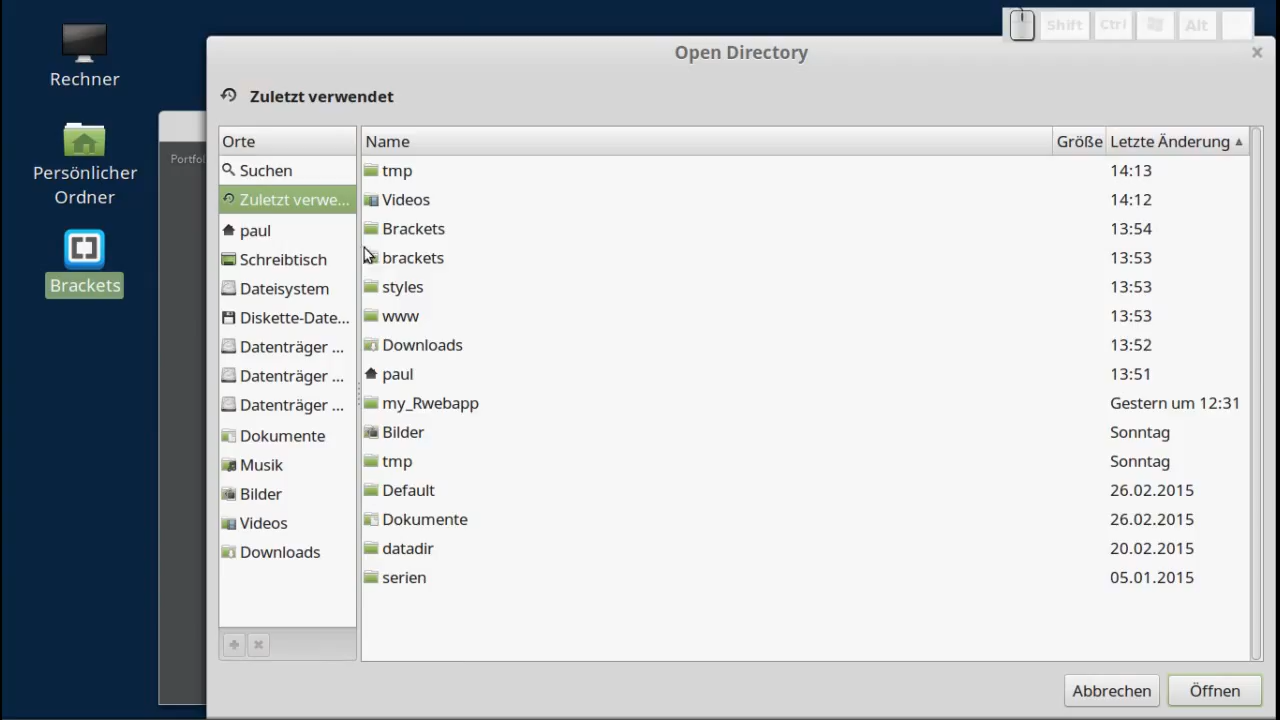 Shift Ctrl Alt
Rechner
Persönlicher
Ordner
Brackets
Portfol
Open Directory
Zuletzt verwendet
Orte
Suchen
Zuletzt verwe...
paul
Schreibtisch
Dateisystem
Diskette-Date...
Datenträger ...
Datenträger ...
Datenträger ...
Dokumente
Musik
Bilder
Videos
Downloads
Name Größe Letzte Änderung
tmp 14:13
Videos 14:12
Brackets 13:54
brackets 13:53
styles 13:53
www 13:53
Downloads 13:52
paul 13:51
my_Rwebapp Gestern um 12:31
Bilder Sonntag
tmp Sonntag
Default 26.02.2015
Dokumente 26.02.2015
datadir 20.02.2015
serien 05.01.2015
Abbrechen Öffnen